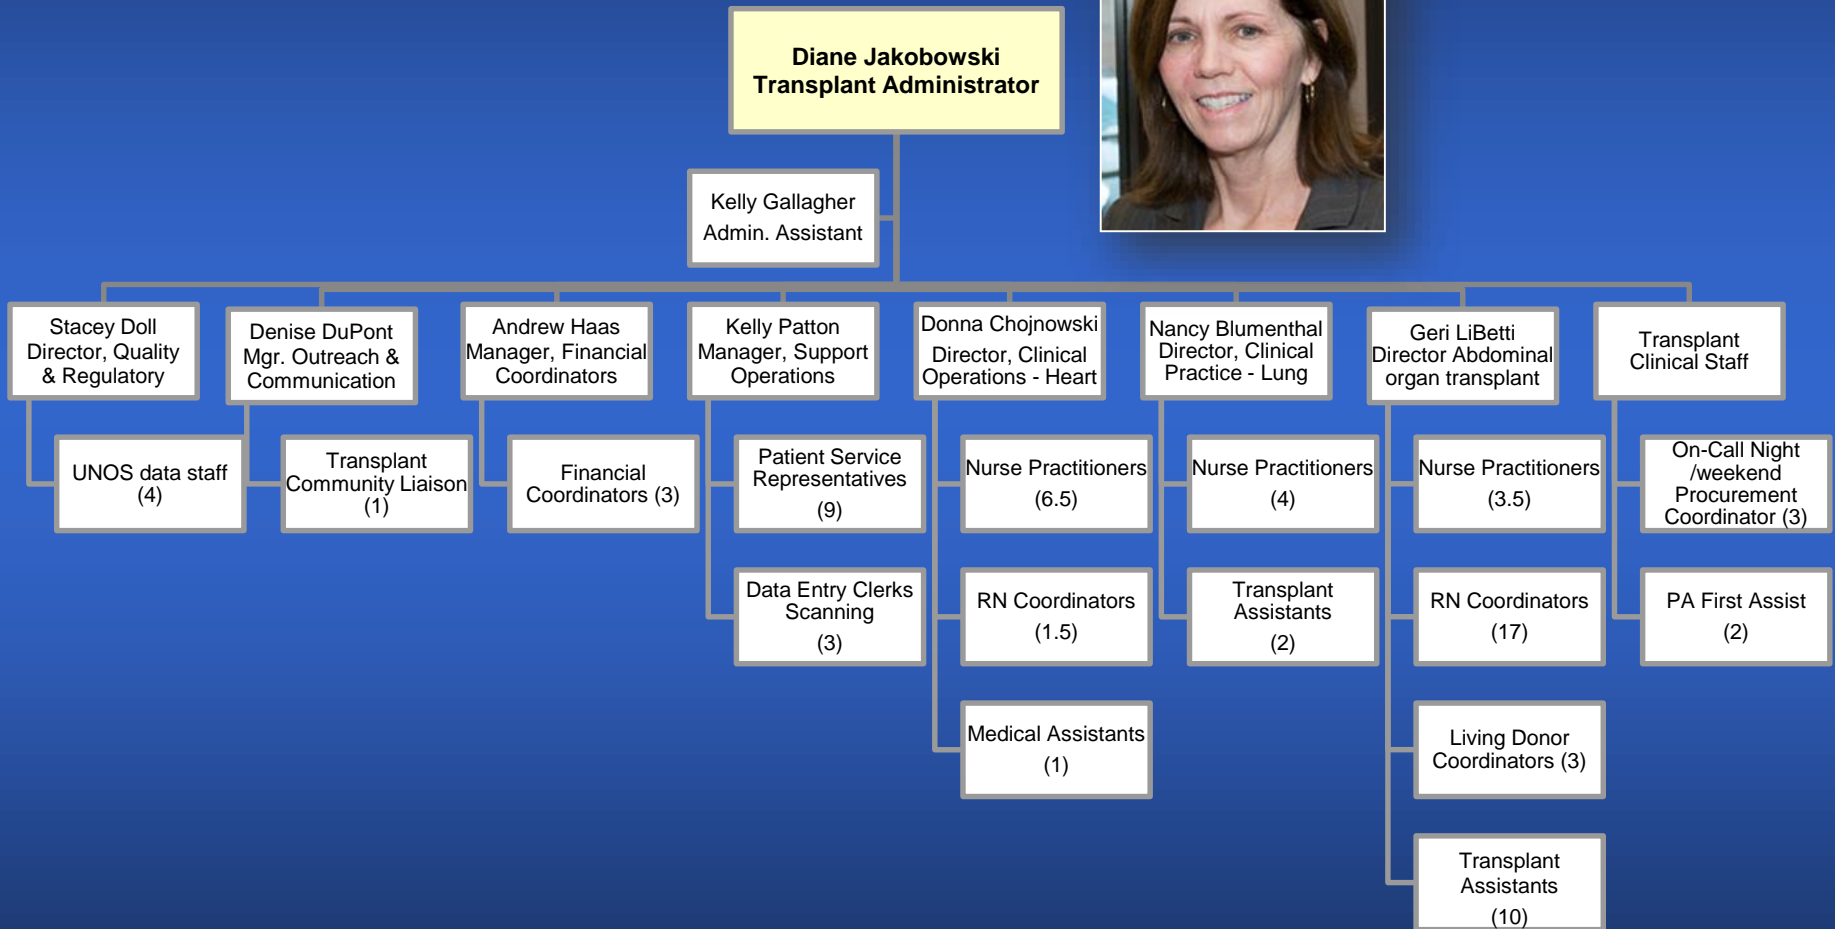 Diane Jakobowski
Transplant Administrator
Kelly Gallagher
Admin. Assistant
Stacey Doll
Director, Quality
& Regulatory
Denise DuPont
Mgr. Outreach &
Communication
Andrew Haas
Manager, Financial
Coordinators
Kelly Patton
Manager, Support
Operations
Donna Chojnowski
Director, Clinical
Operations - Heart
Nancy Blumenthal
Director, Clinical
Practice - Lung
Geri LiBetti
Director Abdominal
organ transplant
Transplant
Clinical Staff
UNOS data staff
(4)
Transplant
Community Liaison
(1)
Financial
Coordinators (3)
Patient Service
Representatives
(9)
Nurse Practitioners
(6.5)
Nurse Practitioners
(4)
Nurse Practitioners
(3.5)
On-Call Night
/weekend
Procurement
Coordinator (3)
Data Entry Clerks
Scanning
(3)
RN Coordinators
(1.5)
Transplant
Assistants
(2)
RN Coordinators
(17)
PA First Assist
(2)
Medical Assistants
(1)
Living Donor
Coordinators (3)
Transplant
Assistants
(10)